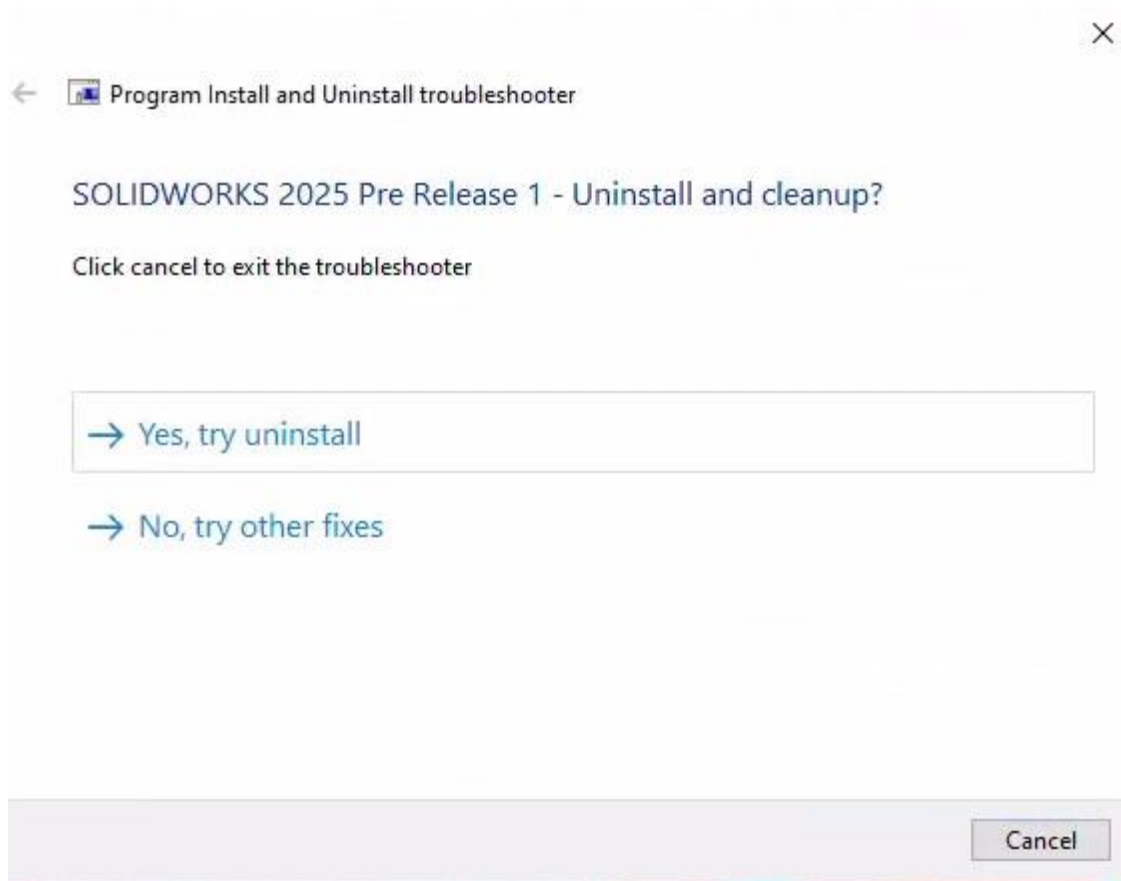 Program Install and Uninstall troubleshooter
SOLIDWORKS 2025 Pre Release 1 - Uninstall and cleanup?
Click cancel to exit the troubleshooter
Yes, try uninstall
No, try other fixes
Cancel